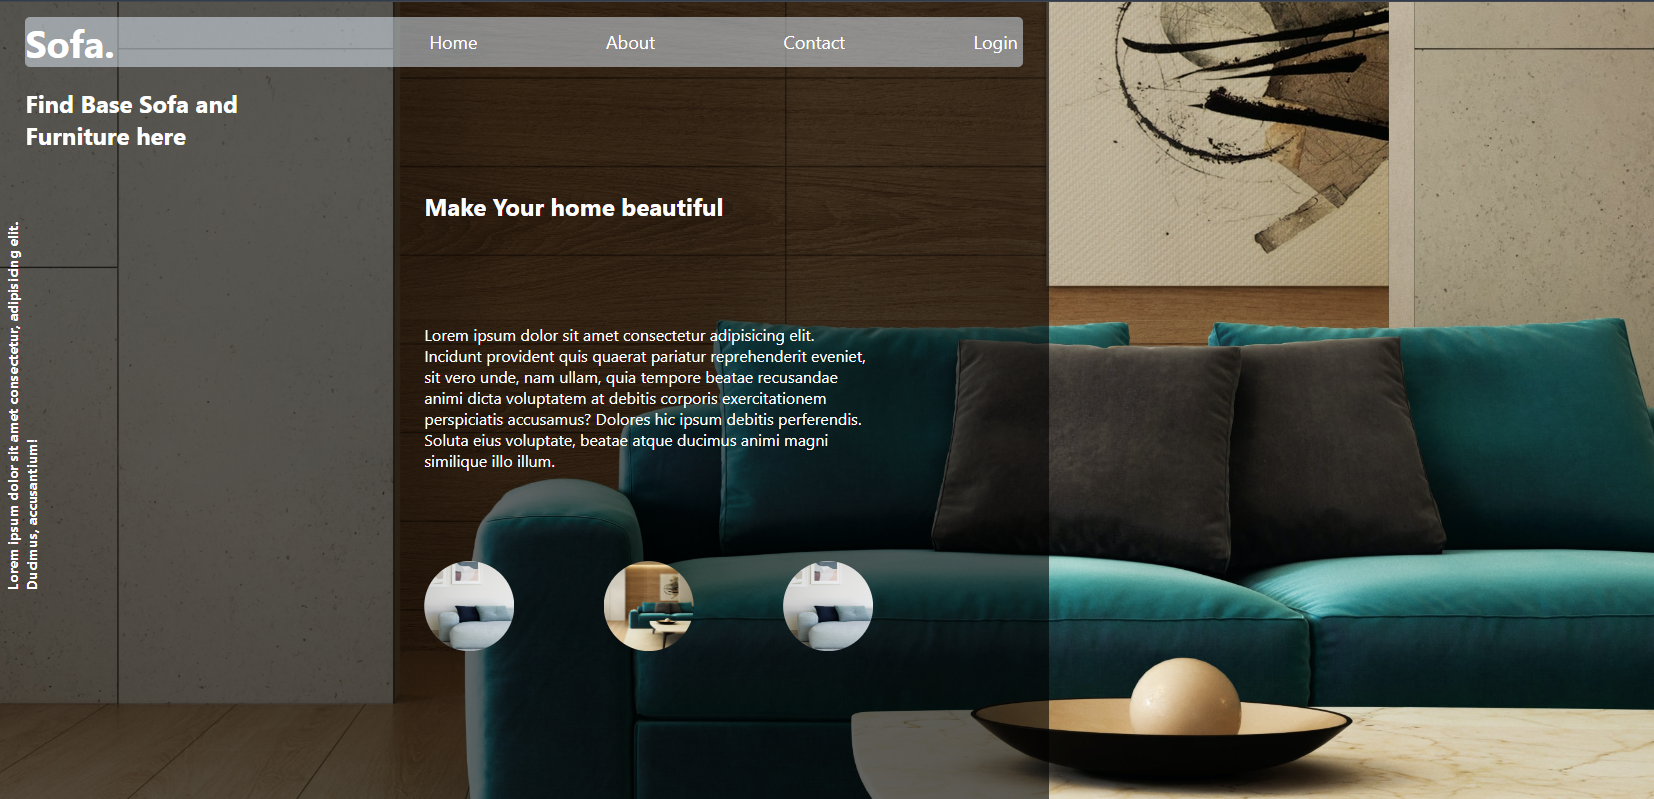 Sofa.
Home
About
Contact
Login
Find Base Sofa and
Furniture here
Make Your home beautiful
Lorem ipsum dolor sit amet consectetur, adipisicing elit.
Ducimus, accusantium!
Lorem ipsum dolor sit amet consectetur adipisicing elit.
Incidunt provident quis quaerat pariatur reprehenderit eveniet,
sit vero unde, nam ullam, quia tempore beatae recusandae
animi dicta voluptatem at debitis corporis exercitationem
perspiciatis accusamus? Dolores hic ipsum debitis perferendis.
Soluta eius voluptate, beatae atque ducimus animi magni
similique illo illum.